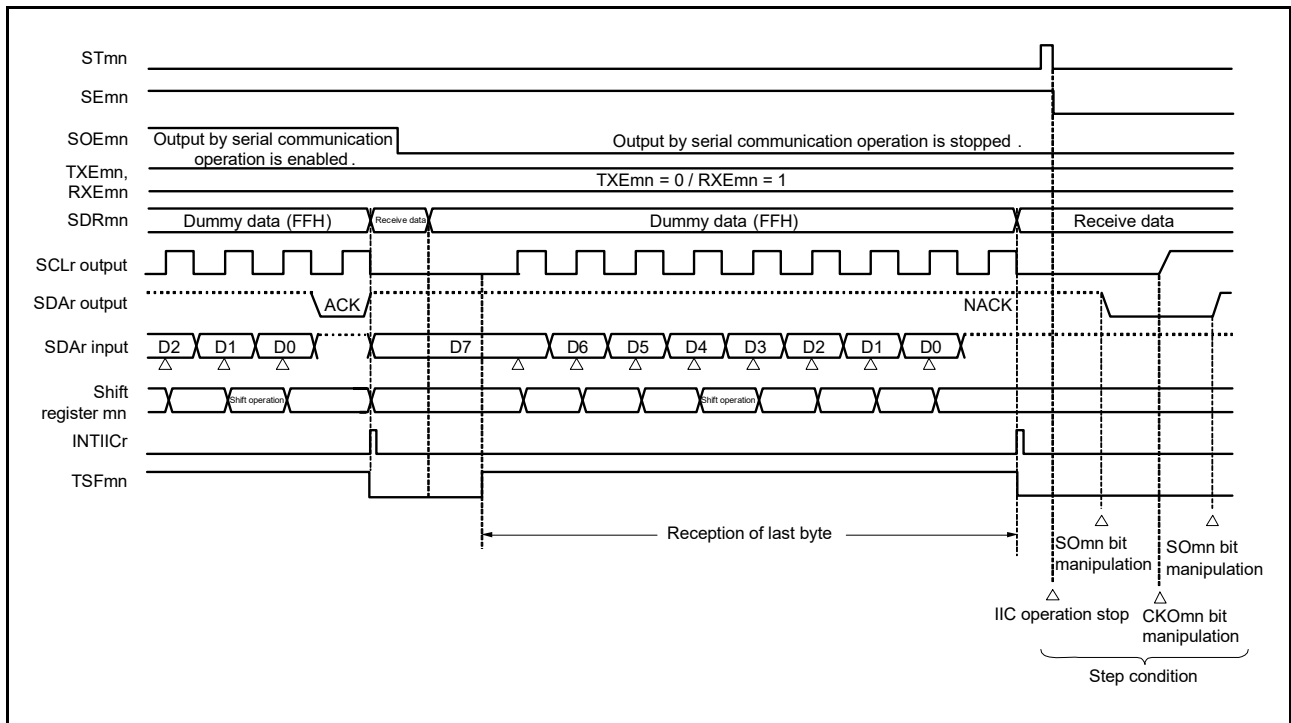 STmn
SEmn
SOEmn
Output by serial communication
operation is enabled .
Output by serial communication operation is stopped .
TXEmn,
RXEmn
TXEmn = 0 / RXEmn = 1
SDRmn
Dummy data (FFH)
Receive data
Dummy data (FFH)
Receive data
SCLr output
SDAr output
ACK
NACK
SDAr input
D2 D1 D0 D7 D6 D5 D4 D3 D2 D1 D0
Shift
register mn
Shift operation
Shift operation
INTIICr
TSFmn
Reception of last byte
SOmn bit
manipulation
SOmn bit
manipulation
IIC operation stop
CKOmn bit
manipulation
Step condition